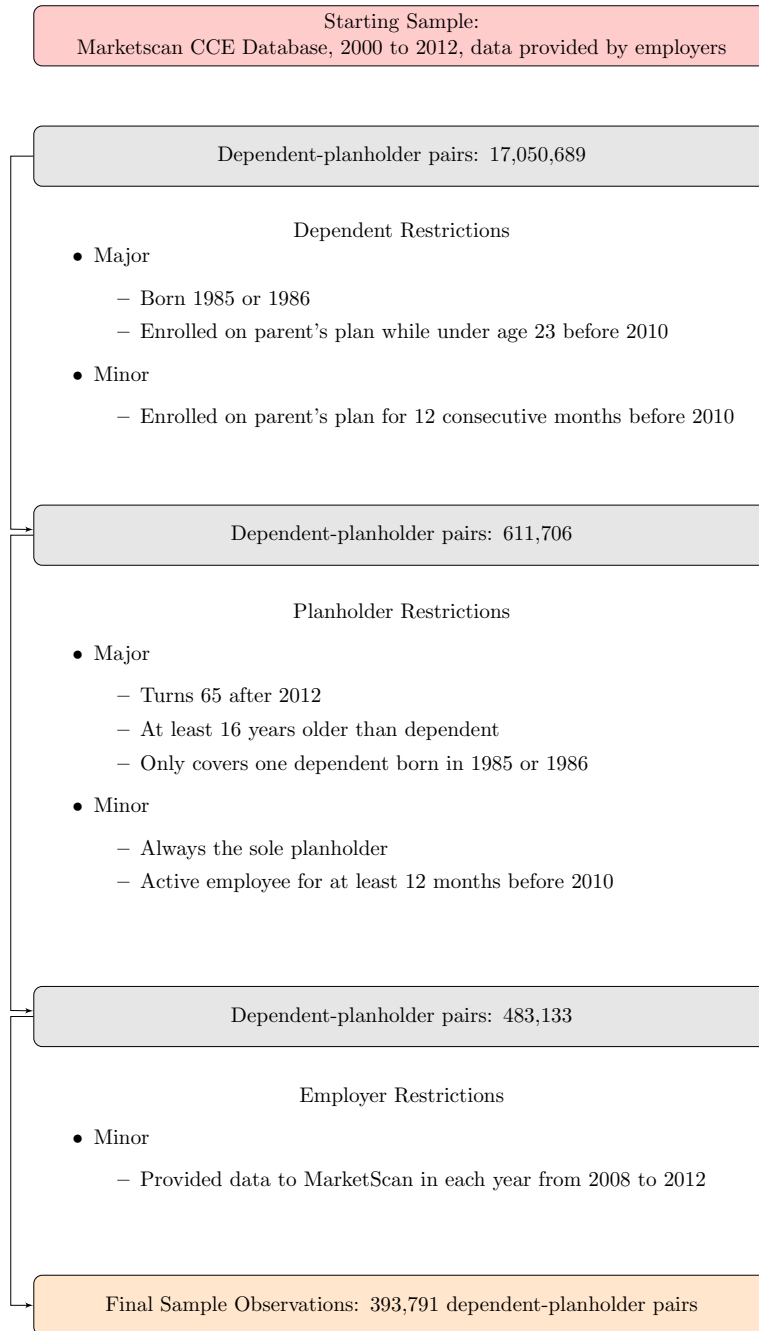 Starting Sample:
Marketscan CCE Database, 2000 to 2012, data provided by employers
Dependent-planholder pairs: 17,050,689
Dependent Restrictions
• Major
– Born 1985 or 1986
– Enrolled on parent's plan while under age 23 before 2010
• Minor
– Enrolled on parent's plan for 12 consecutive months before 2010
Dependent-planholder pairs: 611,706
Planholder Restrictions
• Major
– Turns 65 after 2012
– At least 16 years older than dependent
– Only covers one dependent born in 1985 or 1986
• Minor
– Always the sole planholder
– Active employee for at least 12 months before 2010
Dependent-planholder pairs: 483,133
Employer Restrictions
• Minor
– Provided data to MarketScan in each year from 2008 to 2012
Final Sample Observations: 393,791 dependent-planholder pairs